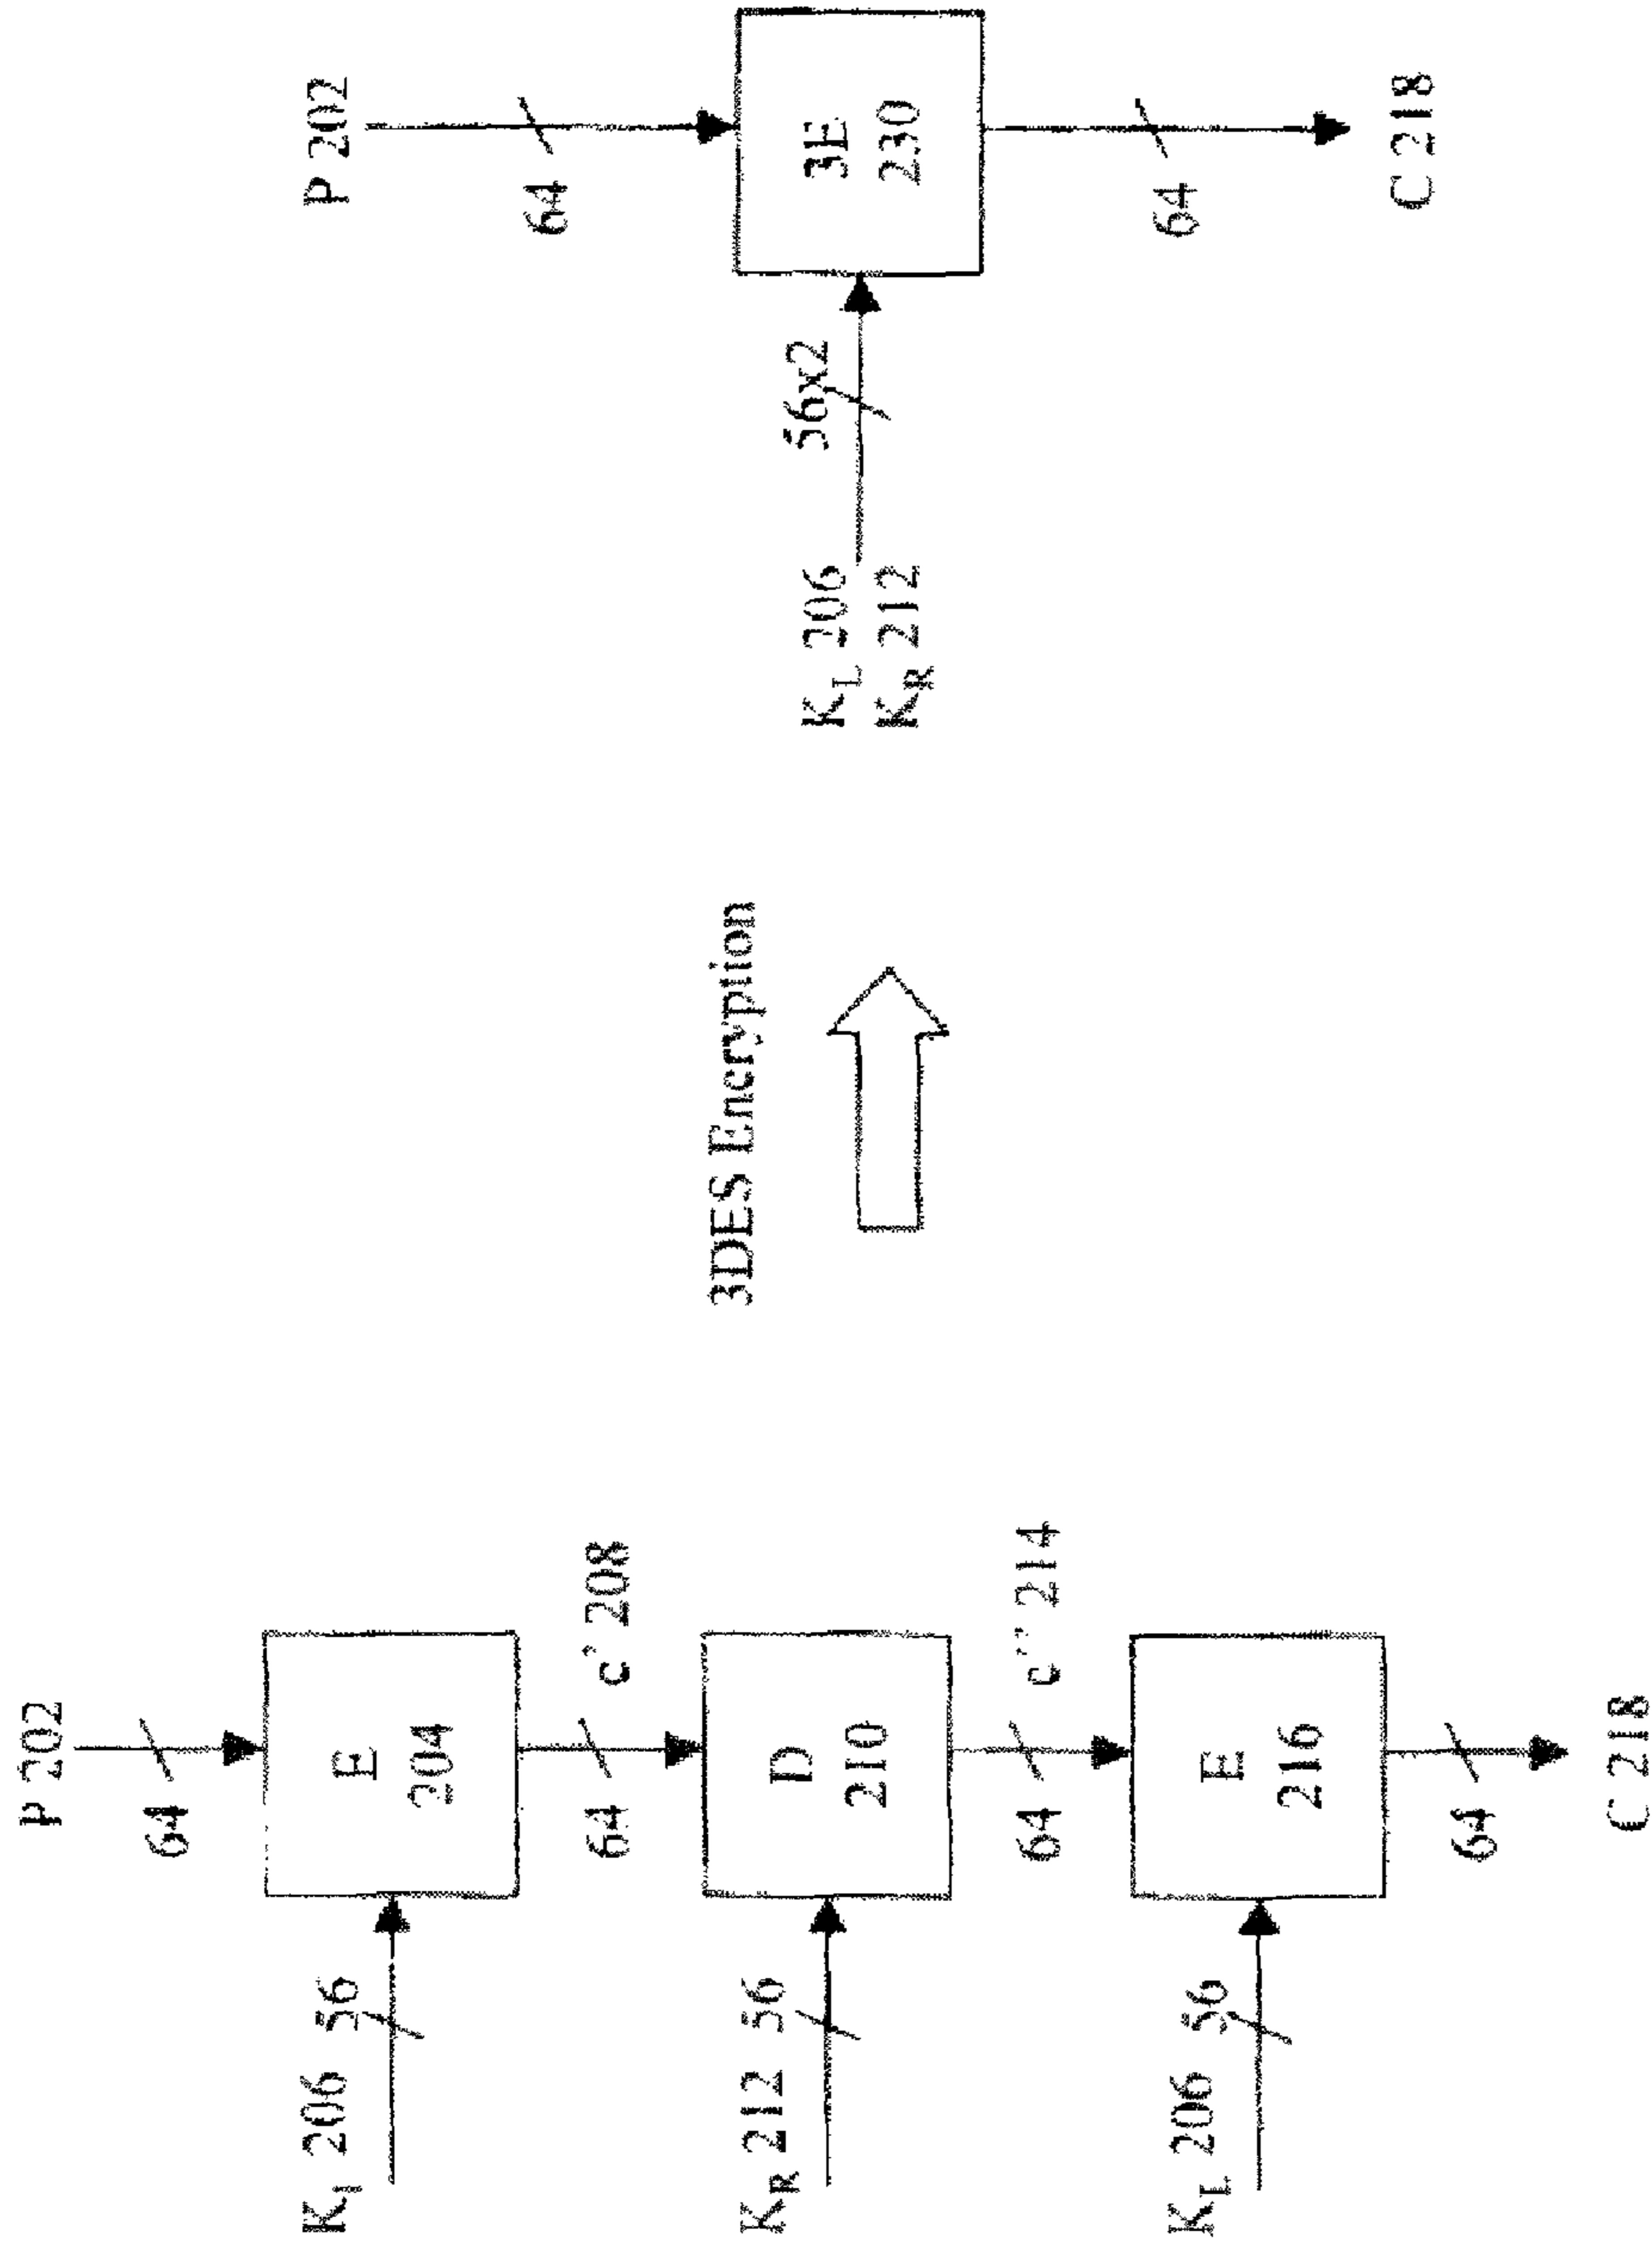 P 202
64
K_L 206 56
E
204
64
c' 208
K_R 212 56
D
210
64
c'' 214
K_L 206 56
E
216
64
C 218
3DES Encryption
P 202
64
K_L 206
K_R 212
56x2
3E
230
64
C 218